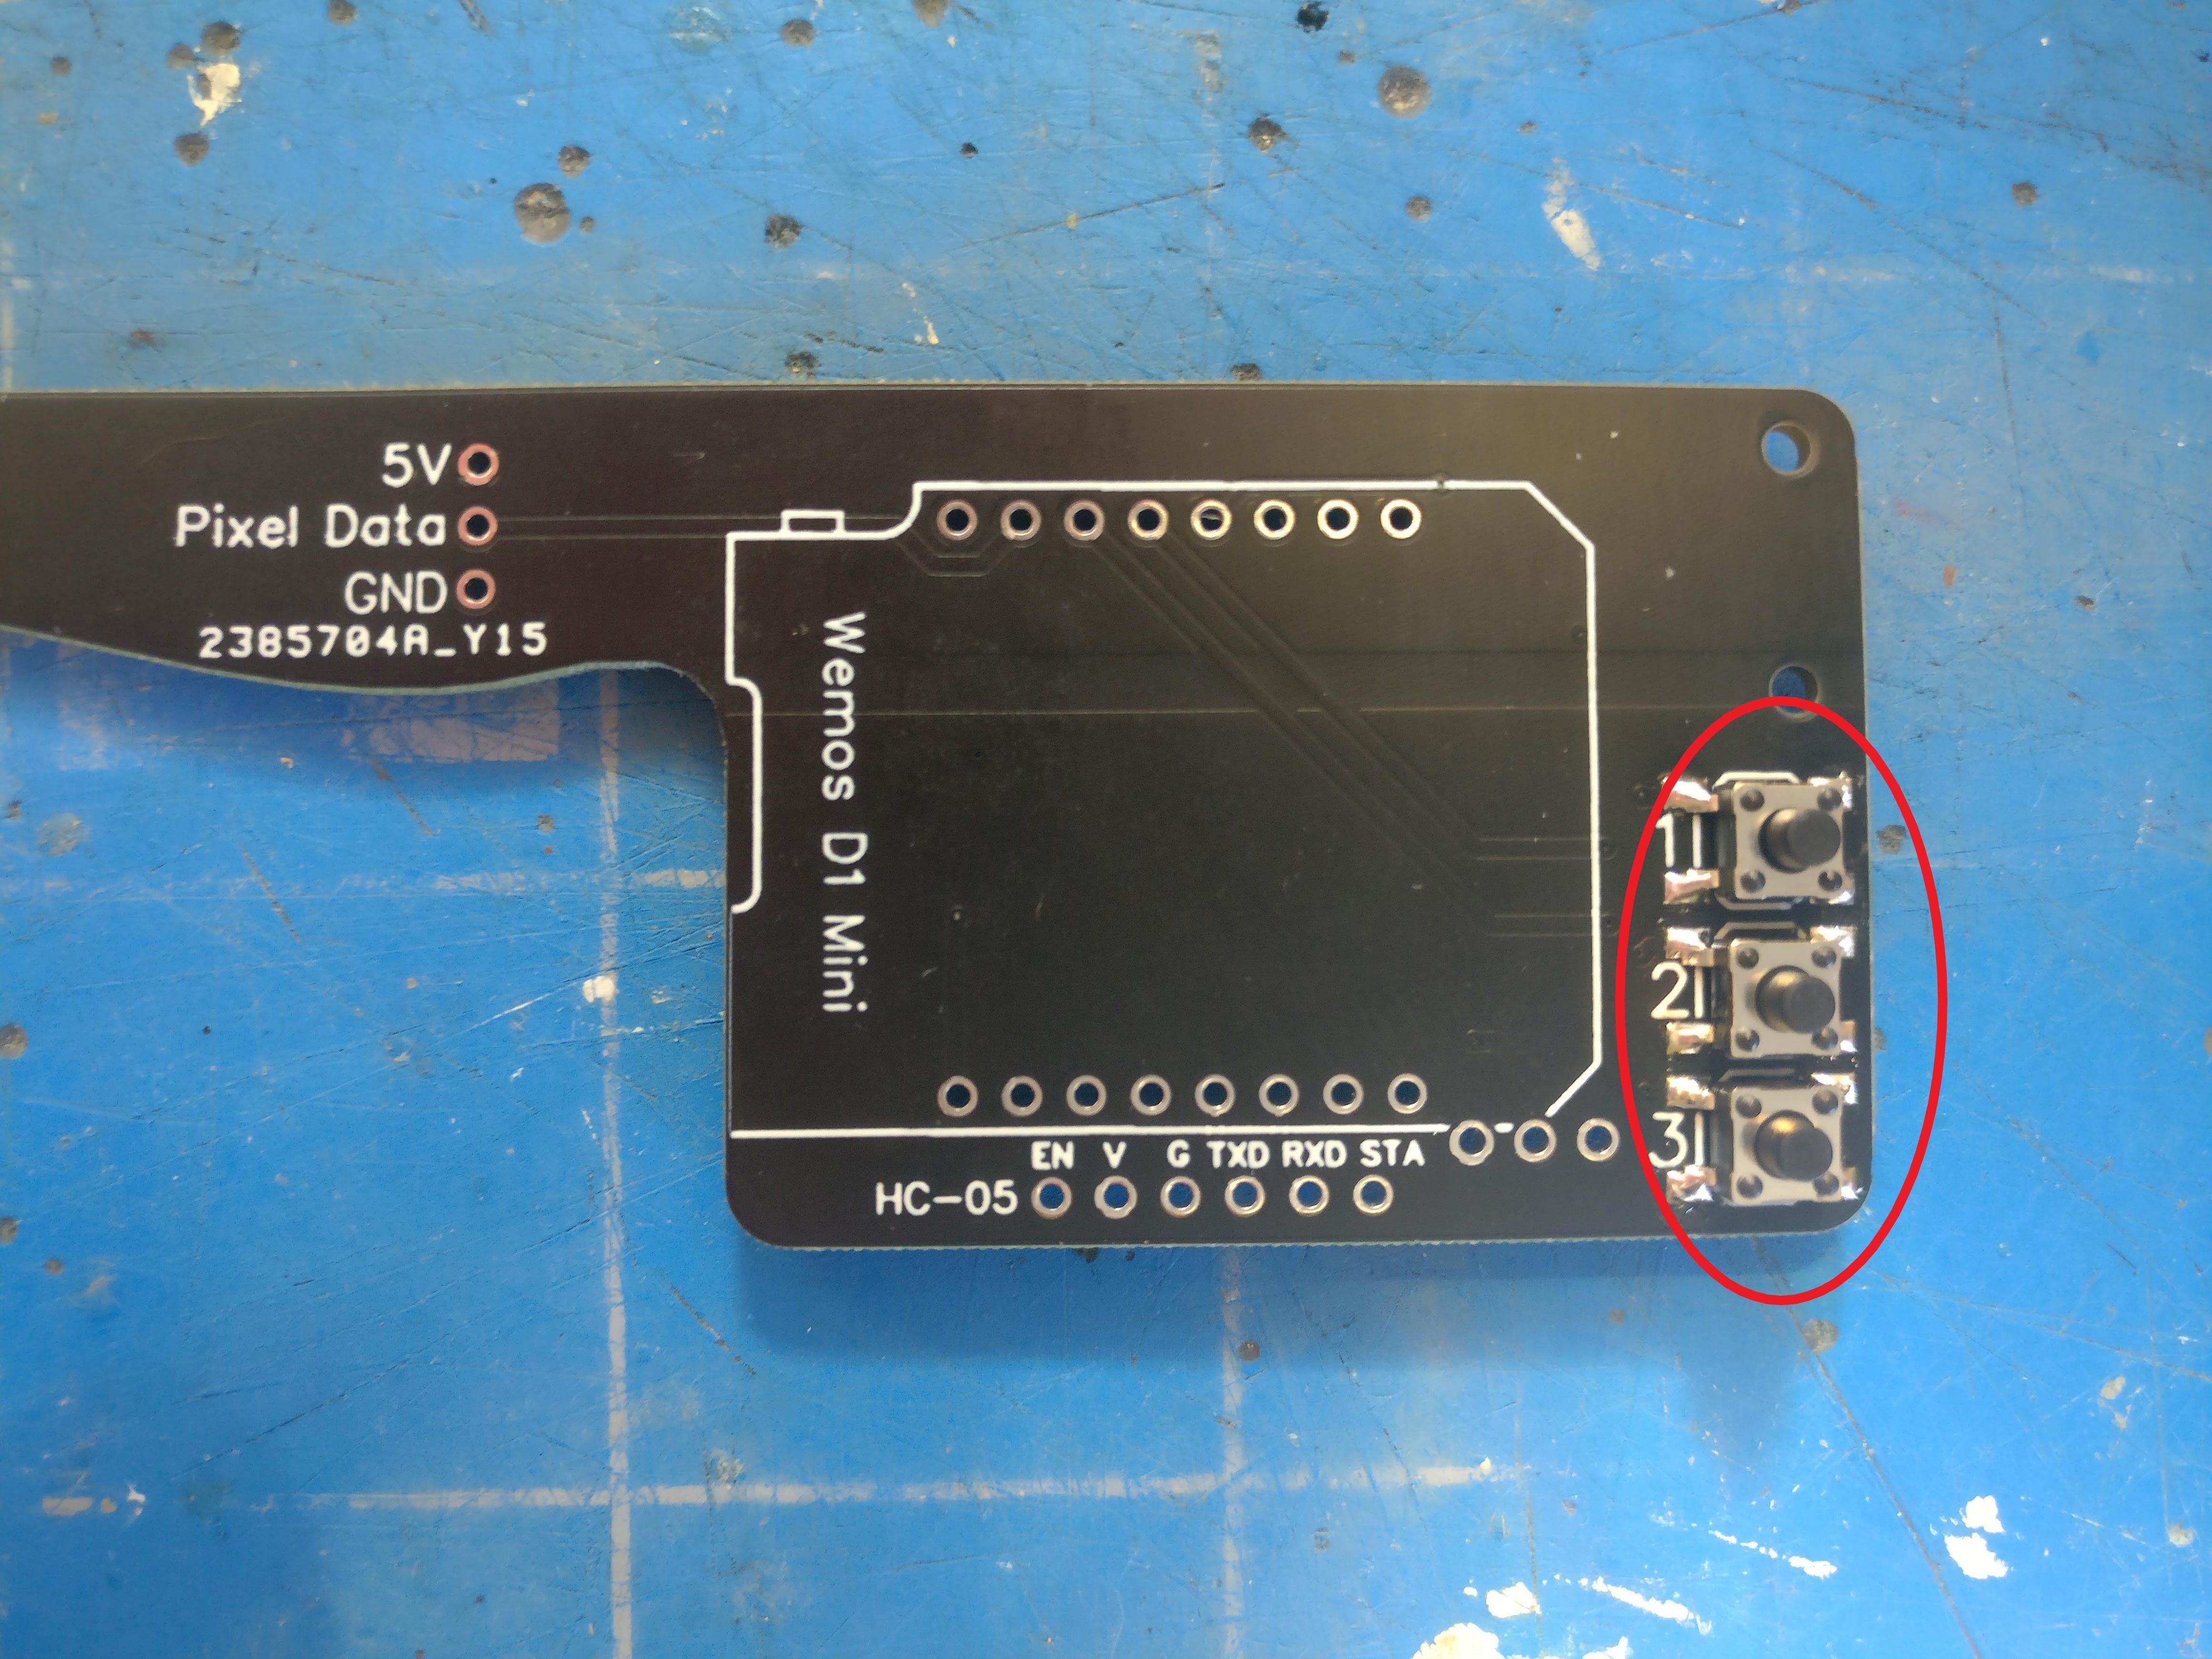 5V
Pixel Data
GND
2385704A_Y15
Wemos D1 Mini
1
2
3
EN V G TXD RXD STA
HC-05